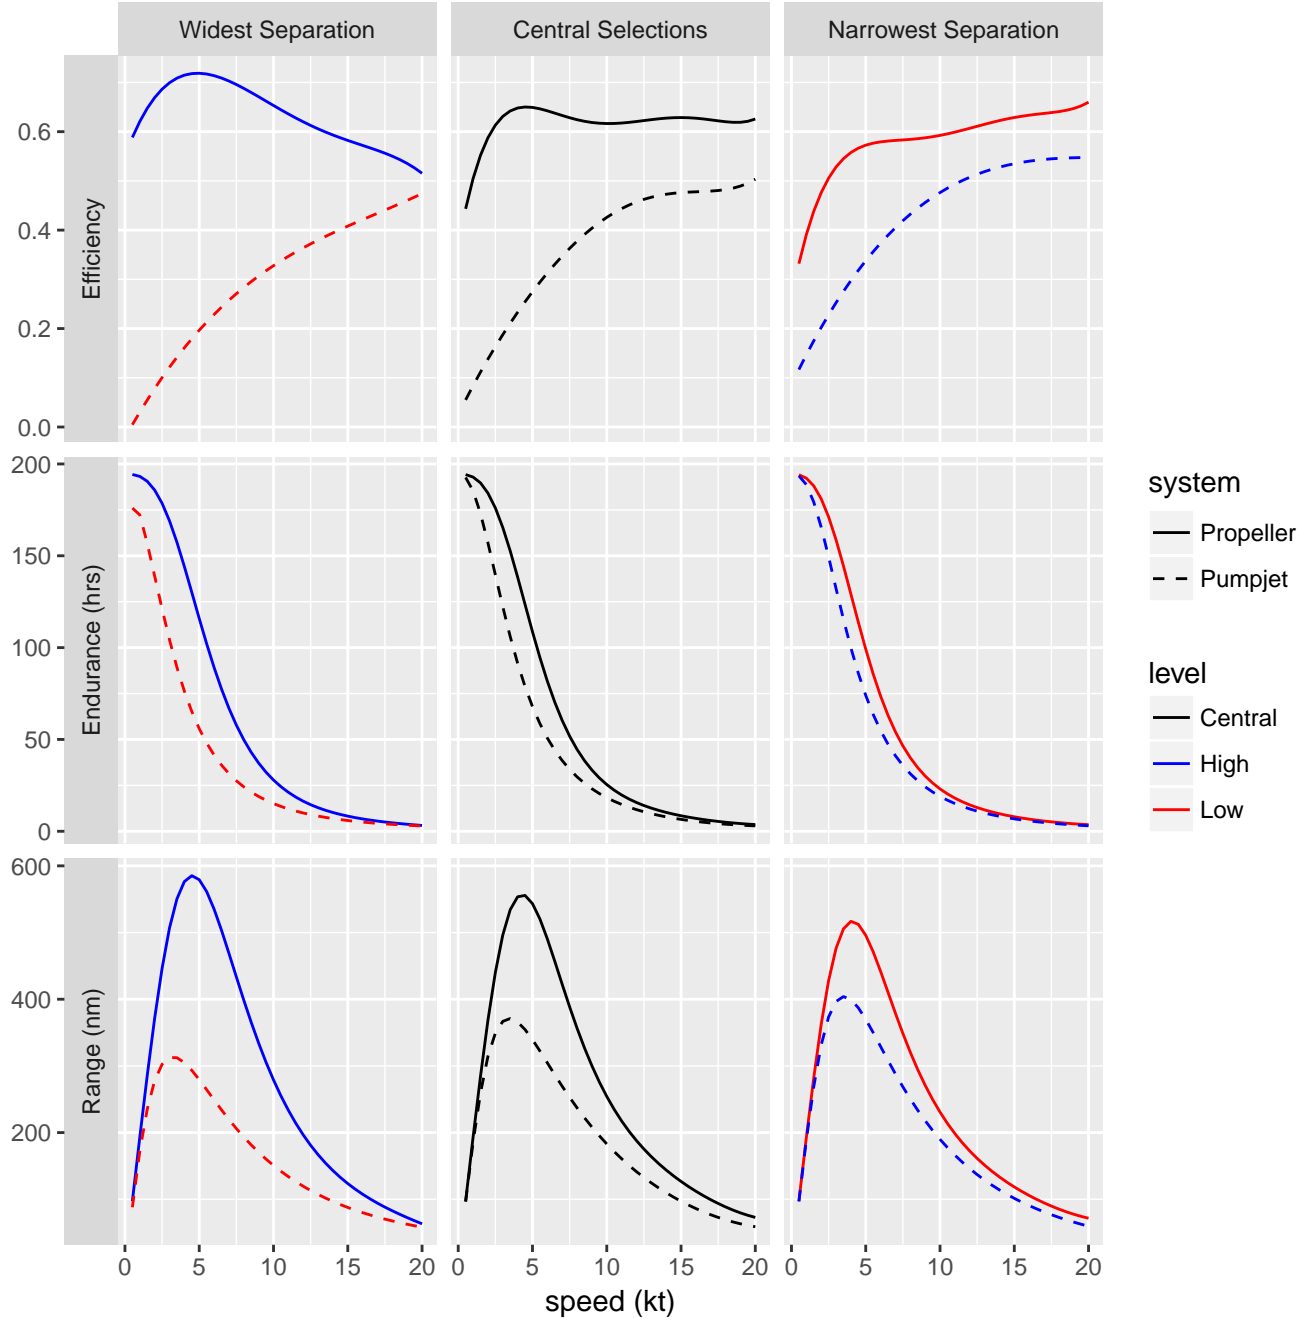 Widest Separation
Central Selections
Narrowest Separation
Efficiency
0.6
0.4
0.2
0.0
Endurance (hrs)
200
150
100
50
0
Range (nm)
600
400
200
0 5 10 15 20
0 5 10 15 20
0 5 10 15 20
speed (kt)
system
Propeller
Pumpjet
level
Central
High
Low